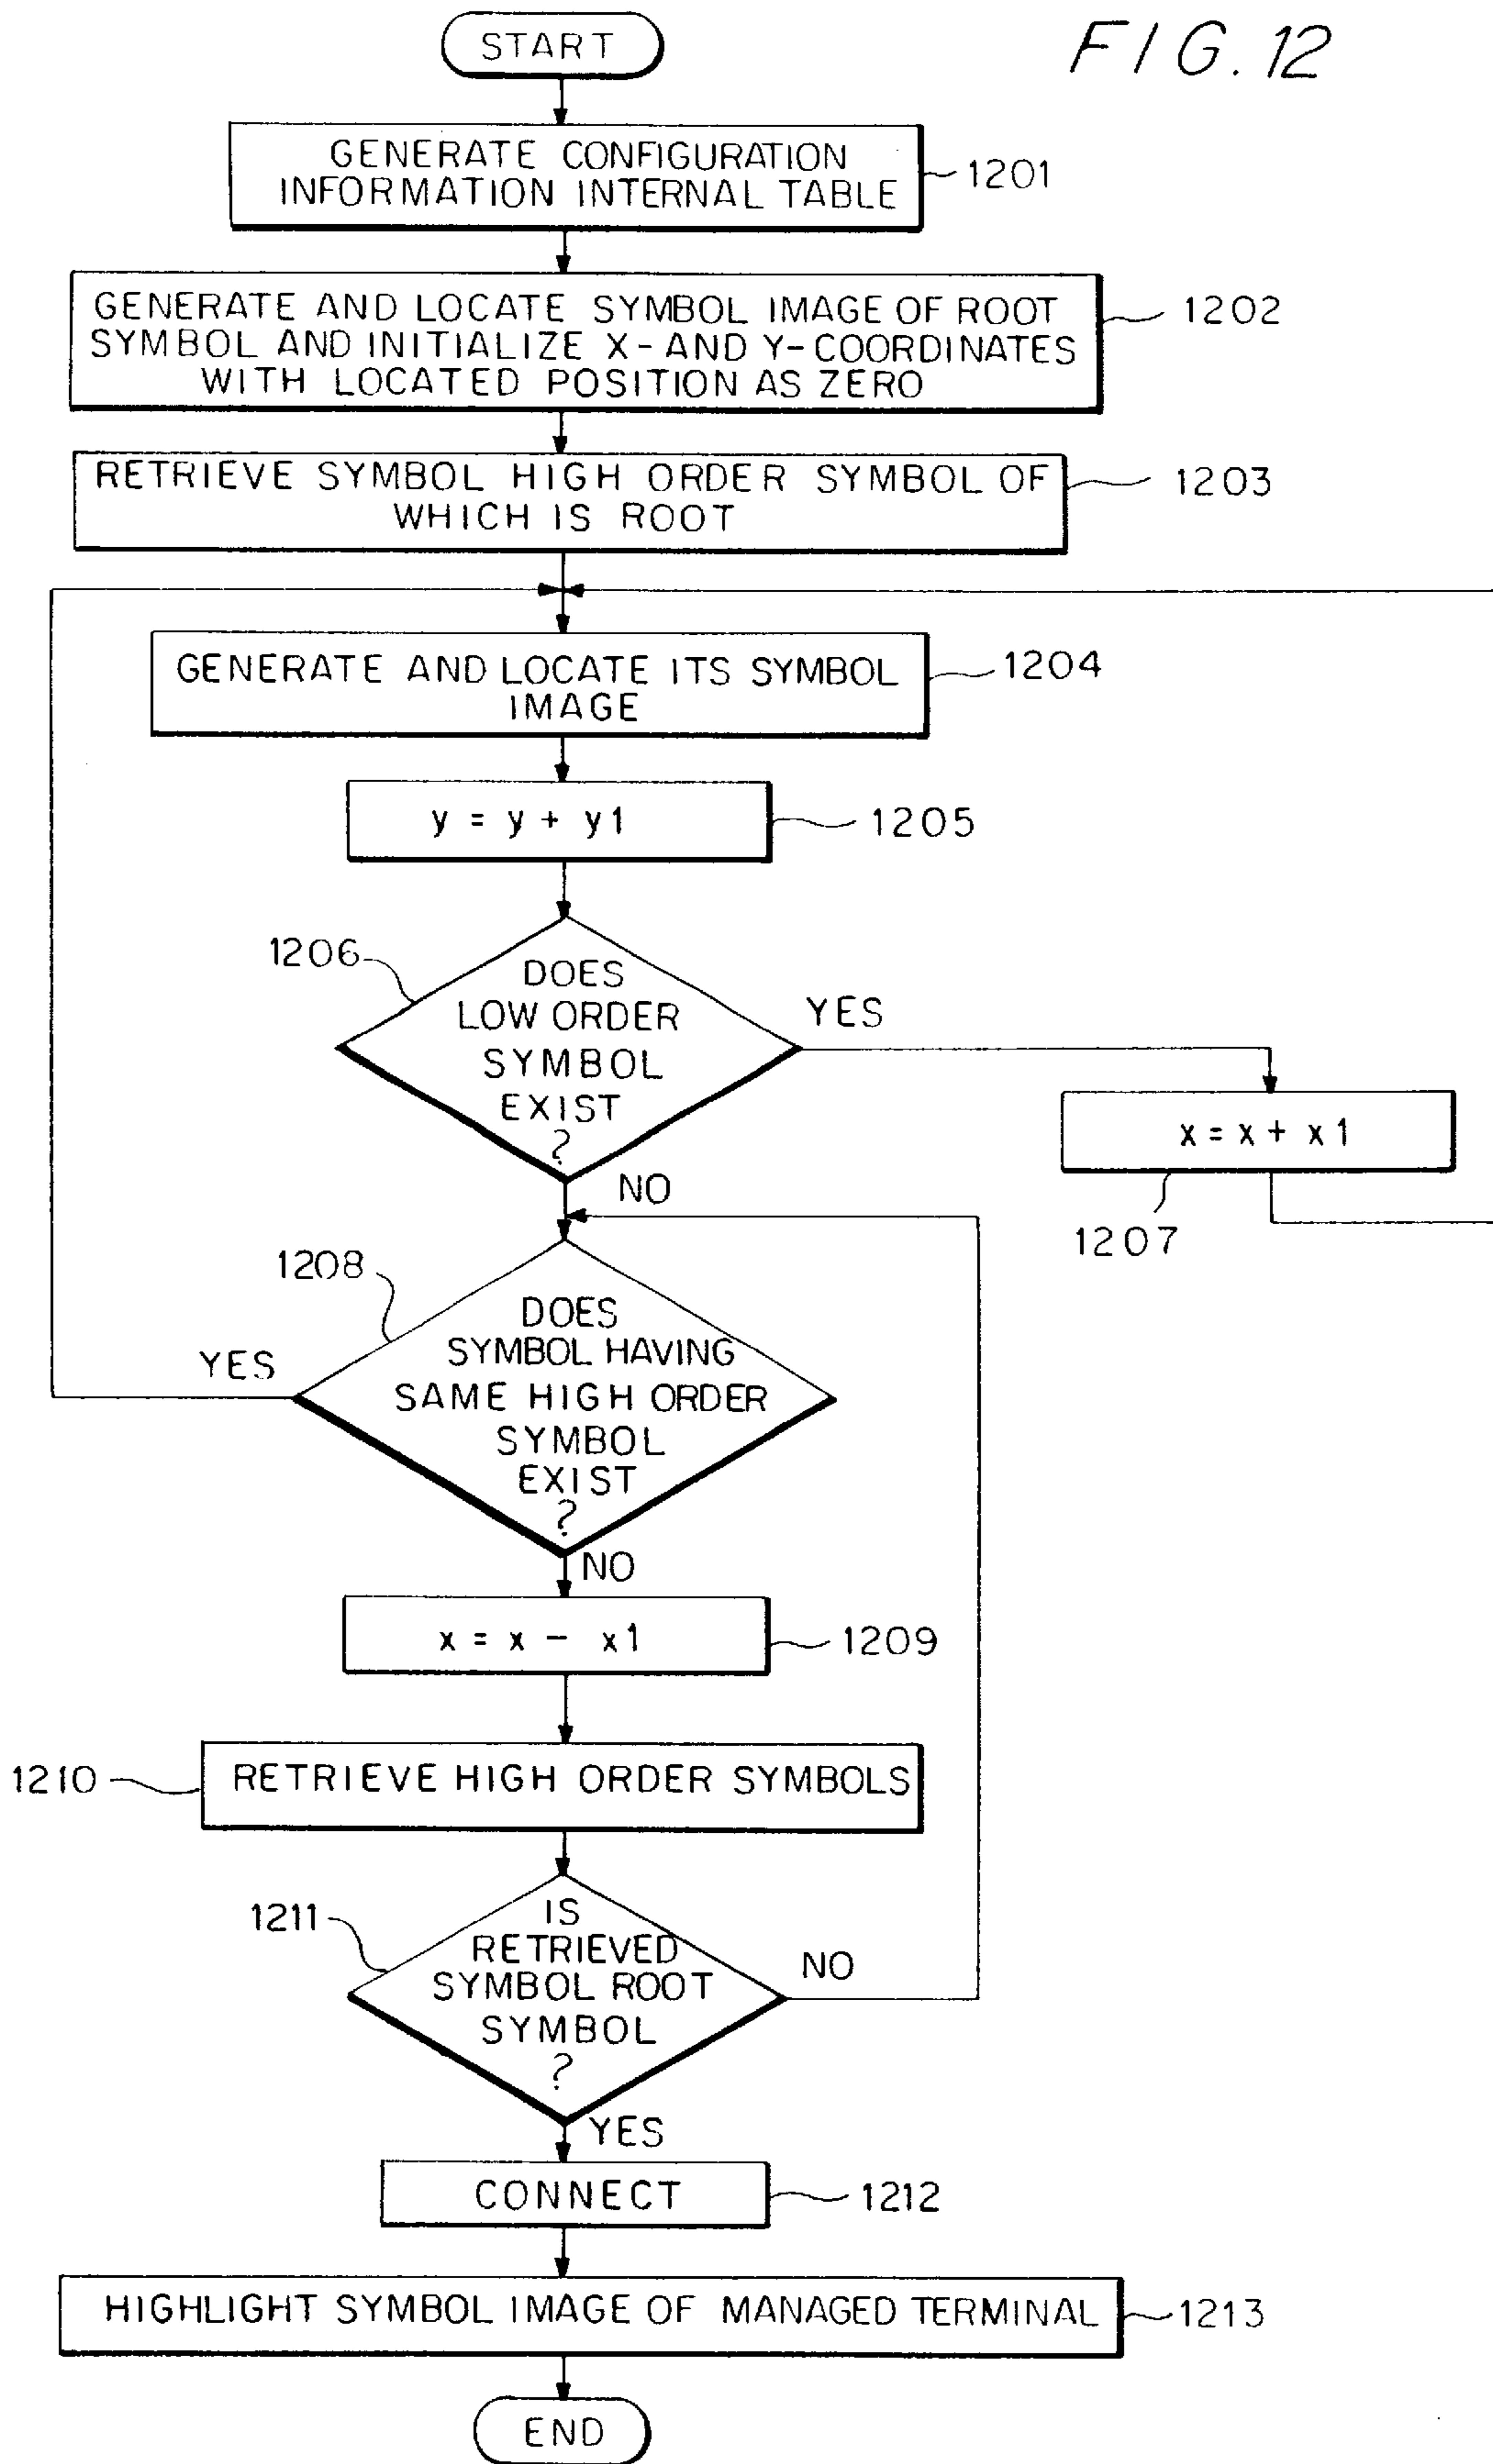 FIG. 12
START
GENERATE CONFIGURATION
INFORMATION INTERNAL TABLE
1201
GENERATE AND LOCATE SYMBOL IMAGE OF ROOT
SYMBOL AND INITIALIZE X-AND Y-COORDINATES
WITH LOCATED POSITION AS ZERO
1202
RETRIEVE SYMBOL HIGH ORDER SYMBOL OF
WHICH IS ROOT
1203
GENERATE AND LOCATE ITS SYMBOL
IMAGE
1204
y = y + y1
1205
1206
DOES
LOW ORDER
SYMBOL
EXIST
?
YES
NO
x = x + x1
1207
1208
DOES
SYMBOL HAVING
SAME HIGH ORDER
SYMBOL
EXIST
?
YES
NO
x = x - x1
1209
1210
RETRIEVE HIGH ORDER SYMBOLS
1211
IS
RETRIEVED
SYMBOL ROOT
SYMBOL
?
NO
YES
CONNECT
1212
HIGHLIGHT SYMBOL IMAGE OF MANAGED TERMINAL
1213
END